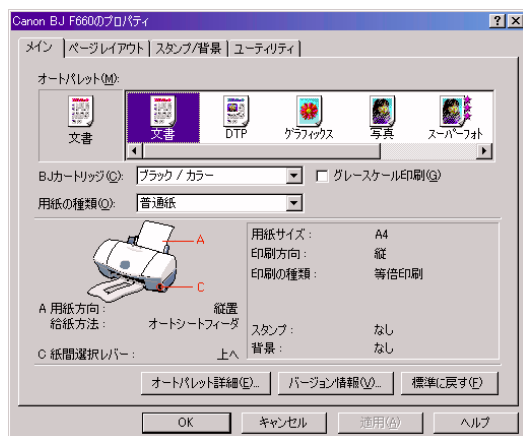 Canon BJ F660のプロパティ
メイン ページレイアウト スタンプ/背景 ユーティリティ
オートパレット(M):
文書 文書 DTP グラフィックス 写真 スーパーフォト
BJカートリッジ(C): ブラック / カラー グレースケール印刷(G)
用紙の種類(O): 普通紙
A
C
A 用紙方向: 縦置
給紙方法: オートシートフィーダ
C 紙間選択レバー: 上へ
用紙サイズ: A4
印刷方向: 縦
印刷の種類: 等倍印刷
スタンプ: なし
背景: なし
オートパレット詳細(E)... バージョン情報(V)... 標準に戻す(F)
OK キャンセル 適用(A) ヘルプ